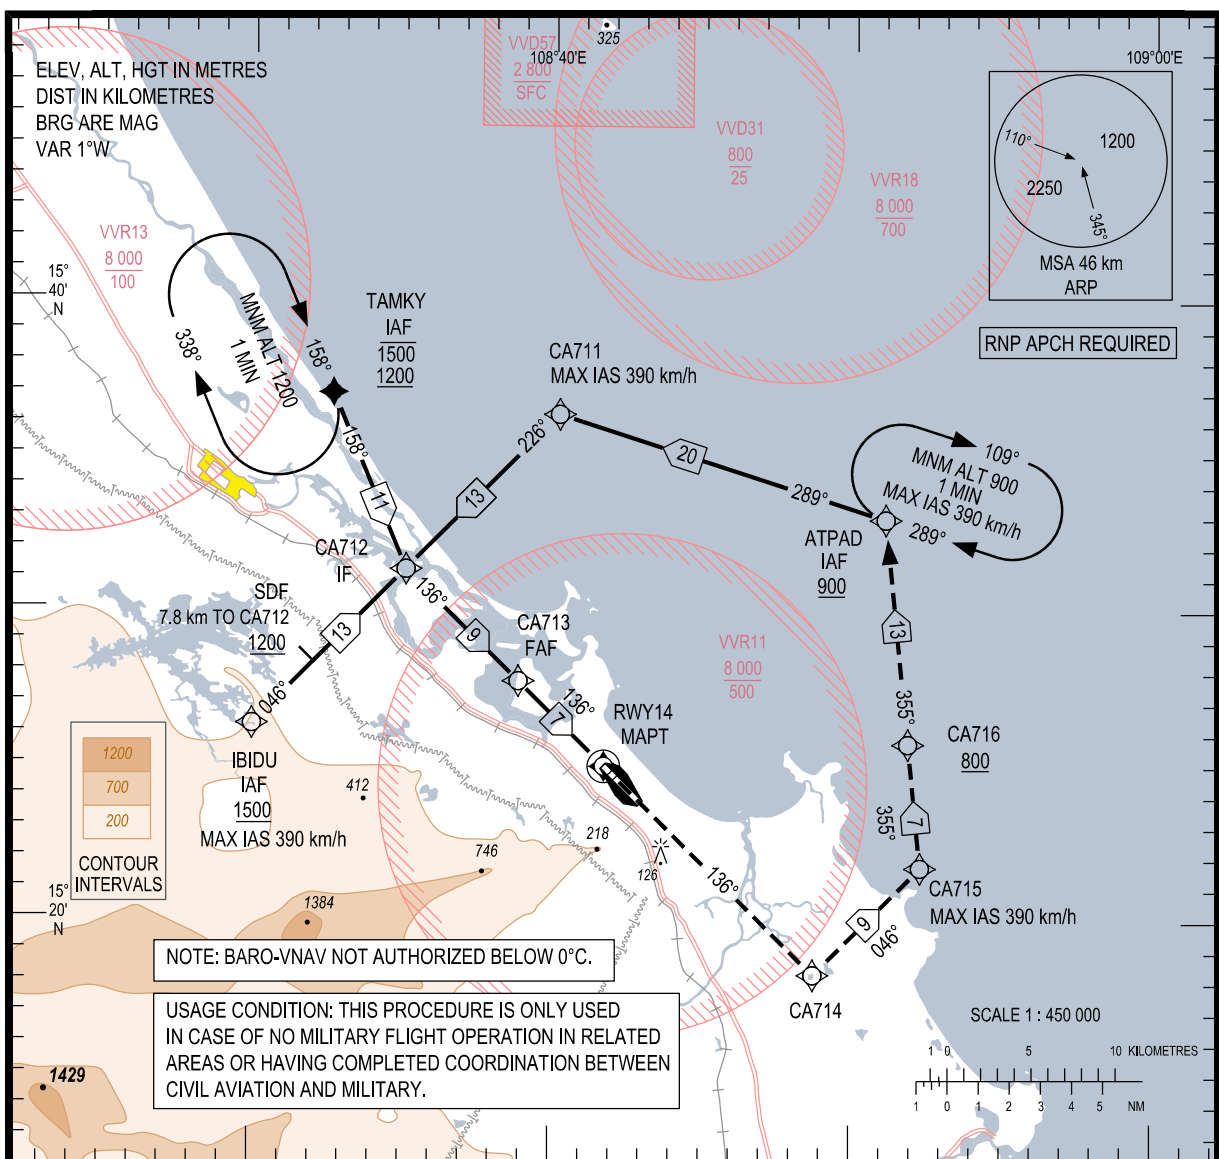 ELEV, ALT, HGT IN METRES
DIST IN KILOMETRES
BRG ARE MAG
VAR 1°W
VVD57
2 800
SFC
325
108°40'E
109°00'E
VVD31
800
25
VVR18
8 000
700
110°
1200
2250
345°
MSA 46 km
ARP
RNP APCH REQUIRED
VVR13
8 000
100
15°
40'
N
338°
MNM ALT 1200
1 MIN
158°
TAMKY
IAF
1500
1200
158°
11
CA711
MAX IAS 390 km/h
226°
13
20
289°
109°
MNM ALT 900
1 MIN
MAX IAS 390 km/h
289°
ATPAD
IAF
900
CA712
IF
SDF
7.8 km TO CA712
1200
13
046°
IBIDU
IAF
1500
MAX IAS 390 km/h
136°
9
CA713
FAF
136°
7
RWY14
MAPT
VVR11
8 000
500
13
355°
CA716
800
355°
7
CA715
MAX IAS 390 km/h
9
046°
CA714
136°
1200
700
200
CONTOUR
INTERVALS
412
746
218
126
1384
15°
20'
N
1429
NOTE: BARO-VNAV NOT AUTHORIZED BELOW 0°C.
USAGE CONDITION: THIS PROCEDURE IS ONLY USED
IN CASE OF NO MILITARY FLIGHT OPERATION IN RELATED
AREAS OR HAVING COMPLETED COORDINATION BETWEEN
CIVIL AVIATION AND MILITARY.
SCALE 1 : 450 000
1 0 5 10 KILOMETRES
1 0 1 2 3 4 5 NM